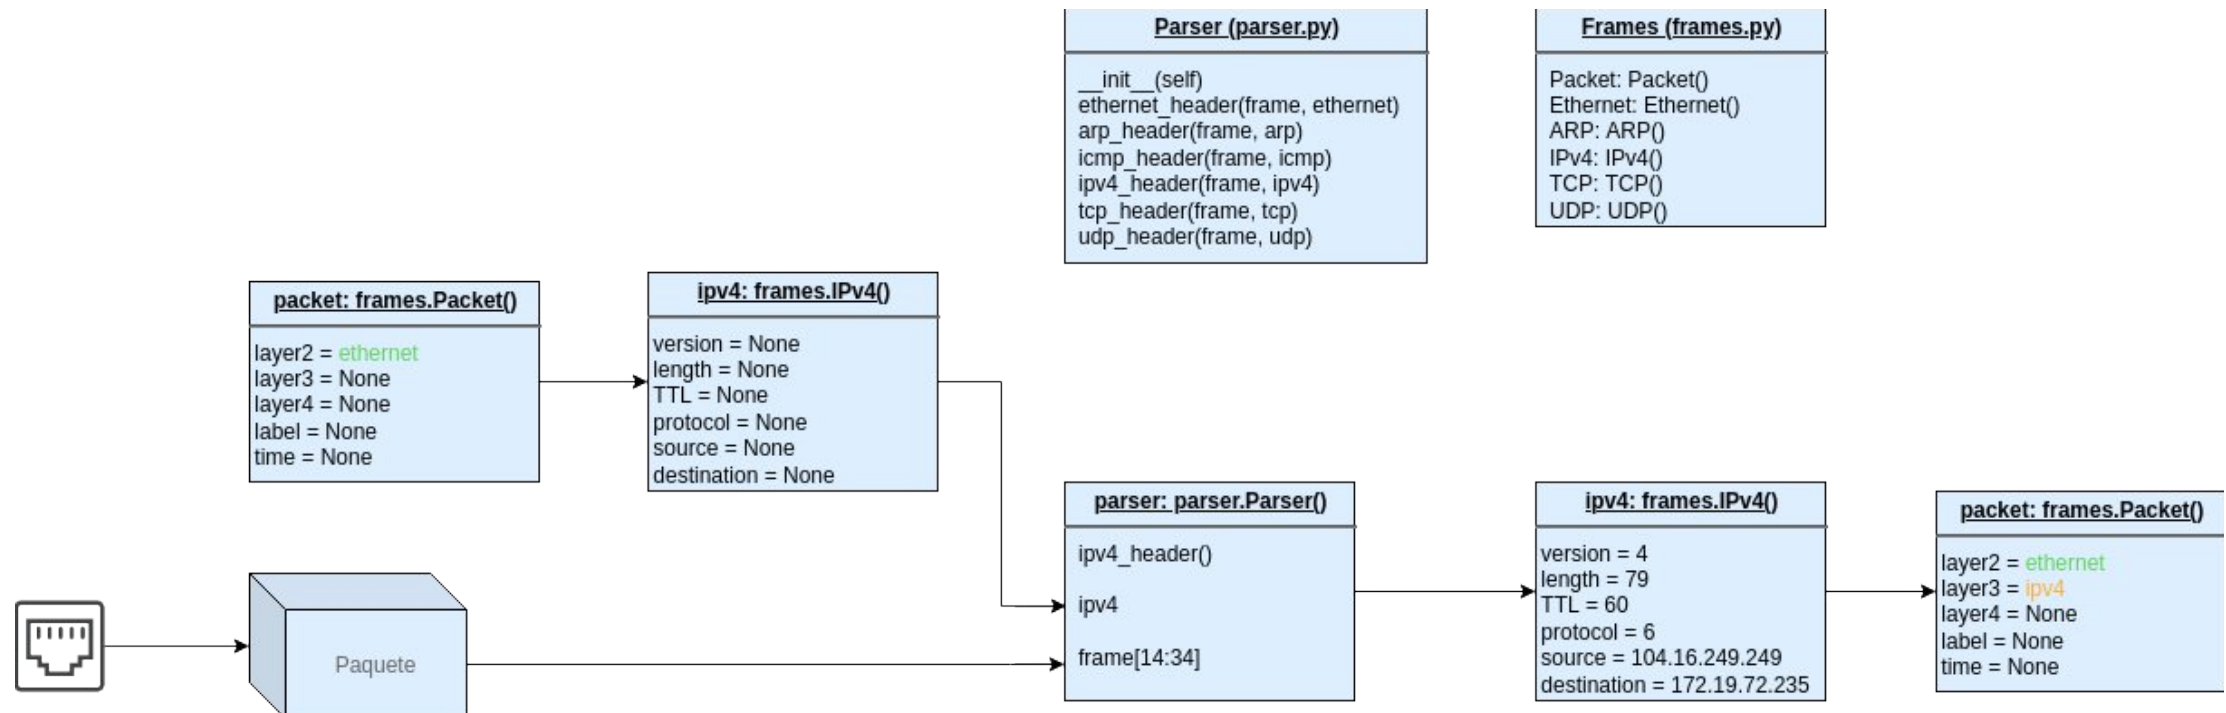 Parser (parser.py)
__init__(self)
ethernet_header(frame, ethernet)
arp_header(frame, arp)
icmp_header(frame, icmp)
ipv4_header(frame, ipv4)
tcp_header(frame, tcp)
udp_header(frame, udp)
Frames (frames.py)
Packet: Packet()
Ethernet: Ethernet()
ARP: ARP()
IPv4: IPv4()
TCP: TCP()
UDP: UDP()
packet: frames.Packet()
layer2 = ethernet
layer3 = None
layer4 = None
label = None
time = None
ipv4: frames.IPv4()
version = None
length = None
TTL = None
protocol = None
source = None
destination = None
Paquete
parser: parser.Parser()
ipv4_header()
ipv4
frame[14:34]
ipv4: frames.IPv4()
version = 4
length = 79
TTL = 60
protocol = 6
source = 104.16.249.249
destination = 172.19.72.235
packet: frames.Packet()
layer2 = ethernet
layer3 = ipv4
layer4 = None
label = None
time = None